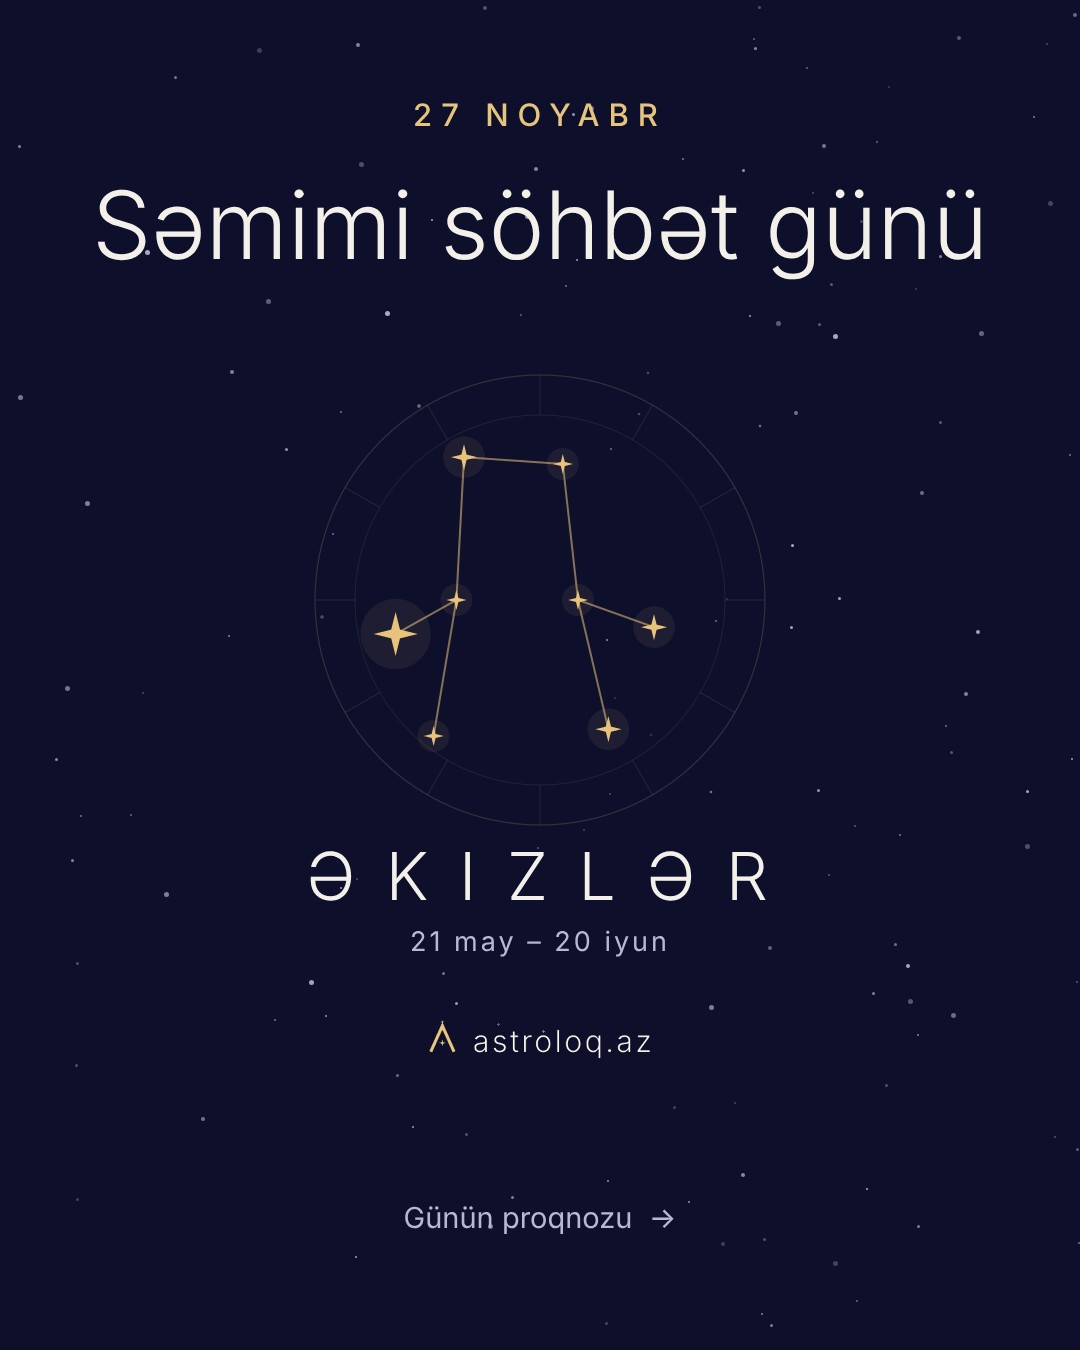 27 NOYABR
Səmimi söhbət günü
ƏKIZLƏR
21 may – 20 iyun
astroloq.az
Günün proqnozu →